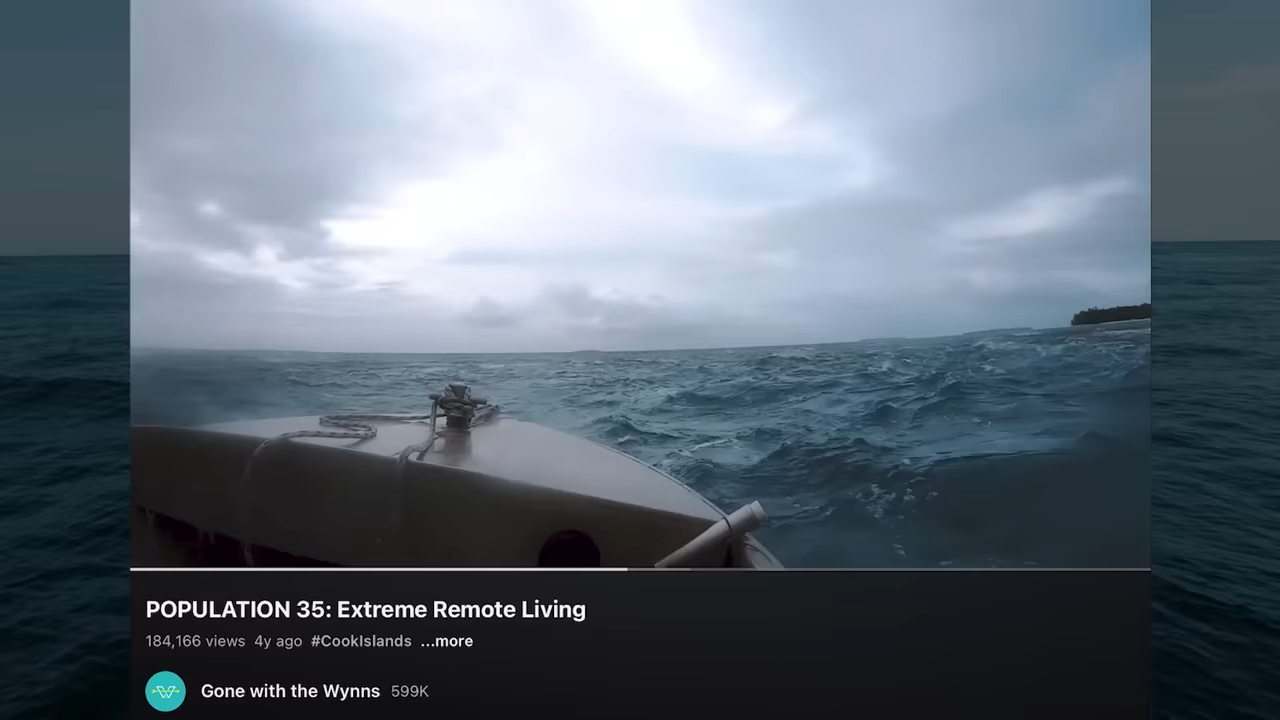 POPULATION 35: Extreme Remote Living
184,166 views 4y ago #CookIslands ...more
Gone with the Wynns 599K